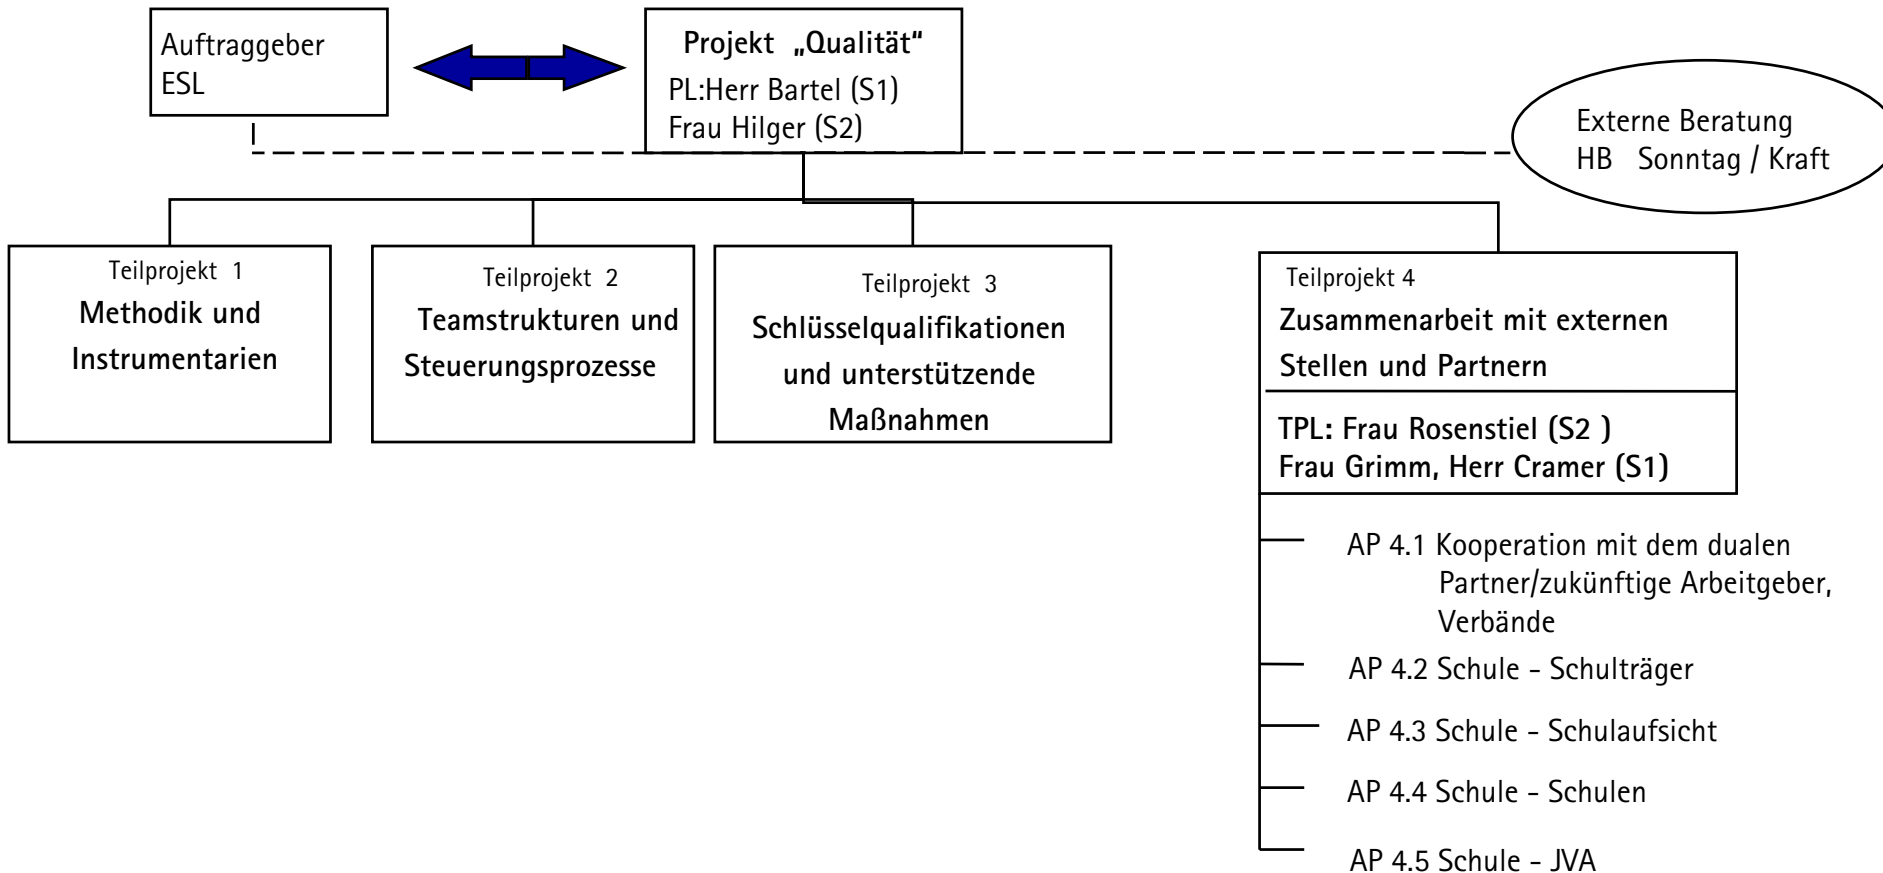 Auftraggeber
ESL
Projekt „Qualität“
PL:Herr Bartel (S1)
Frau Hilger (S2)
Externe Beratung
HB Sonntag / Kraft
Teilprojekt 1
Methodik und
Instrumentarien
Teilprojekt 2
Teamstrukturen und
Steuerungsprozesse
Teilprojekt 3
Schlüsselqualifikationen
und unterstützende
Maßnahmen
Teilprojekt 4
Zusammenarbeit mit externen
Stellen und Partnern
TPL: Frau Rosenstiel (S2 )
Frau Grimm, Herr Cramer (S1)
AP 4.1 Kooperation mit dem dualen
Partner/zukünftige Arbeitgeber,
Verbände
AP 4.2 Schule - Schulträger
AP 4.3 Schule - Schulaufsicht
AP 4.4 Schule - Schulen
AP 4.5 Schule - JVA